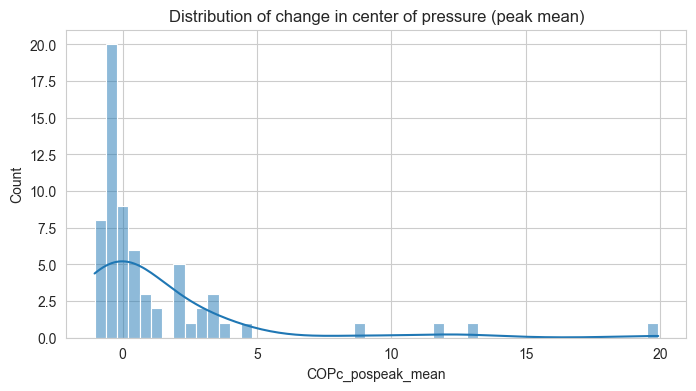 Distribution of change in center of pressure (peak mean)
20.0
17.5
15.0
12.5
10.0
7.5
5.0
2.5
0.0
Count
0 5 10 15 20
COPc_pospeak_mean